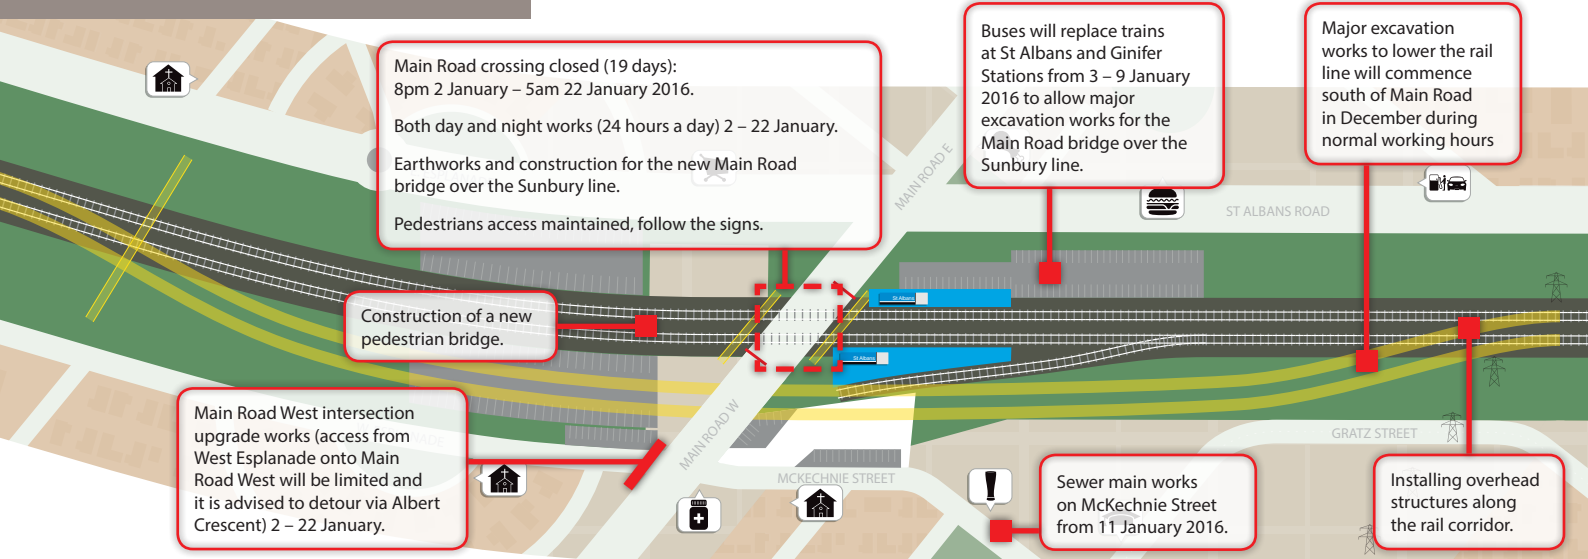 Main Road crossing closed (19 days):
8pm 2 January – 5am 22 January 2016.
Both day and night works (24 hours a day) 2 – 22 January.
Earthworks and construction for the new Main Road
bridge over the Sunbury line.
Pedestrians access maintained, follow the signs.
Buses will replace trains
at St Albans and Ginifer
Stations from 3 – 9 January
2016 to allow major
excavation works for the
Main Road bridge over the
Sunbury line.
Major excavation
works to lower the rail
line will commence
south of Main Road
in December during
normal working hours
MAIN ROAD E
ST ALBANS ROAD
St Albans
St Albans
Construction of a new
pedestrian bridge.
Main Road West intersection
upgrade works (access from
West Esplanade onto Main
Road West will be limited and
it is advised to detour via Albert
Crescent) 2 – 22 January.
MAIN ROAD W
MCKECHNIE STREET
GRATZ STREET
Sewer main works
on McKechnie Street
from 11 January 2016.
Installing overhead
structures along
the rail corridor.